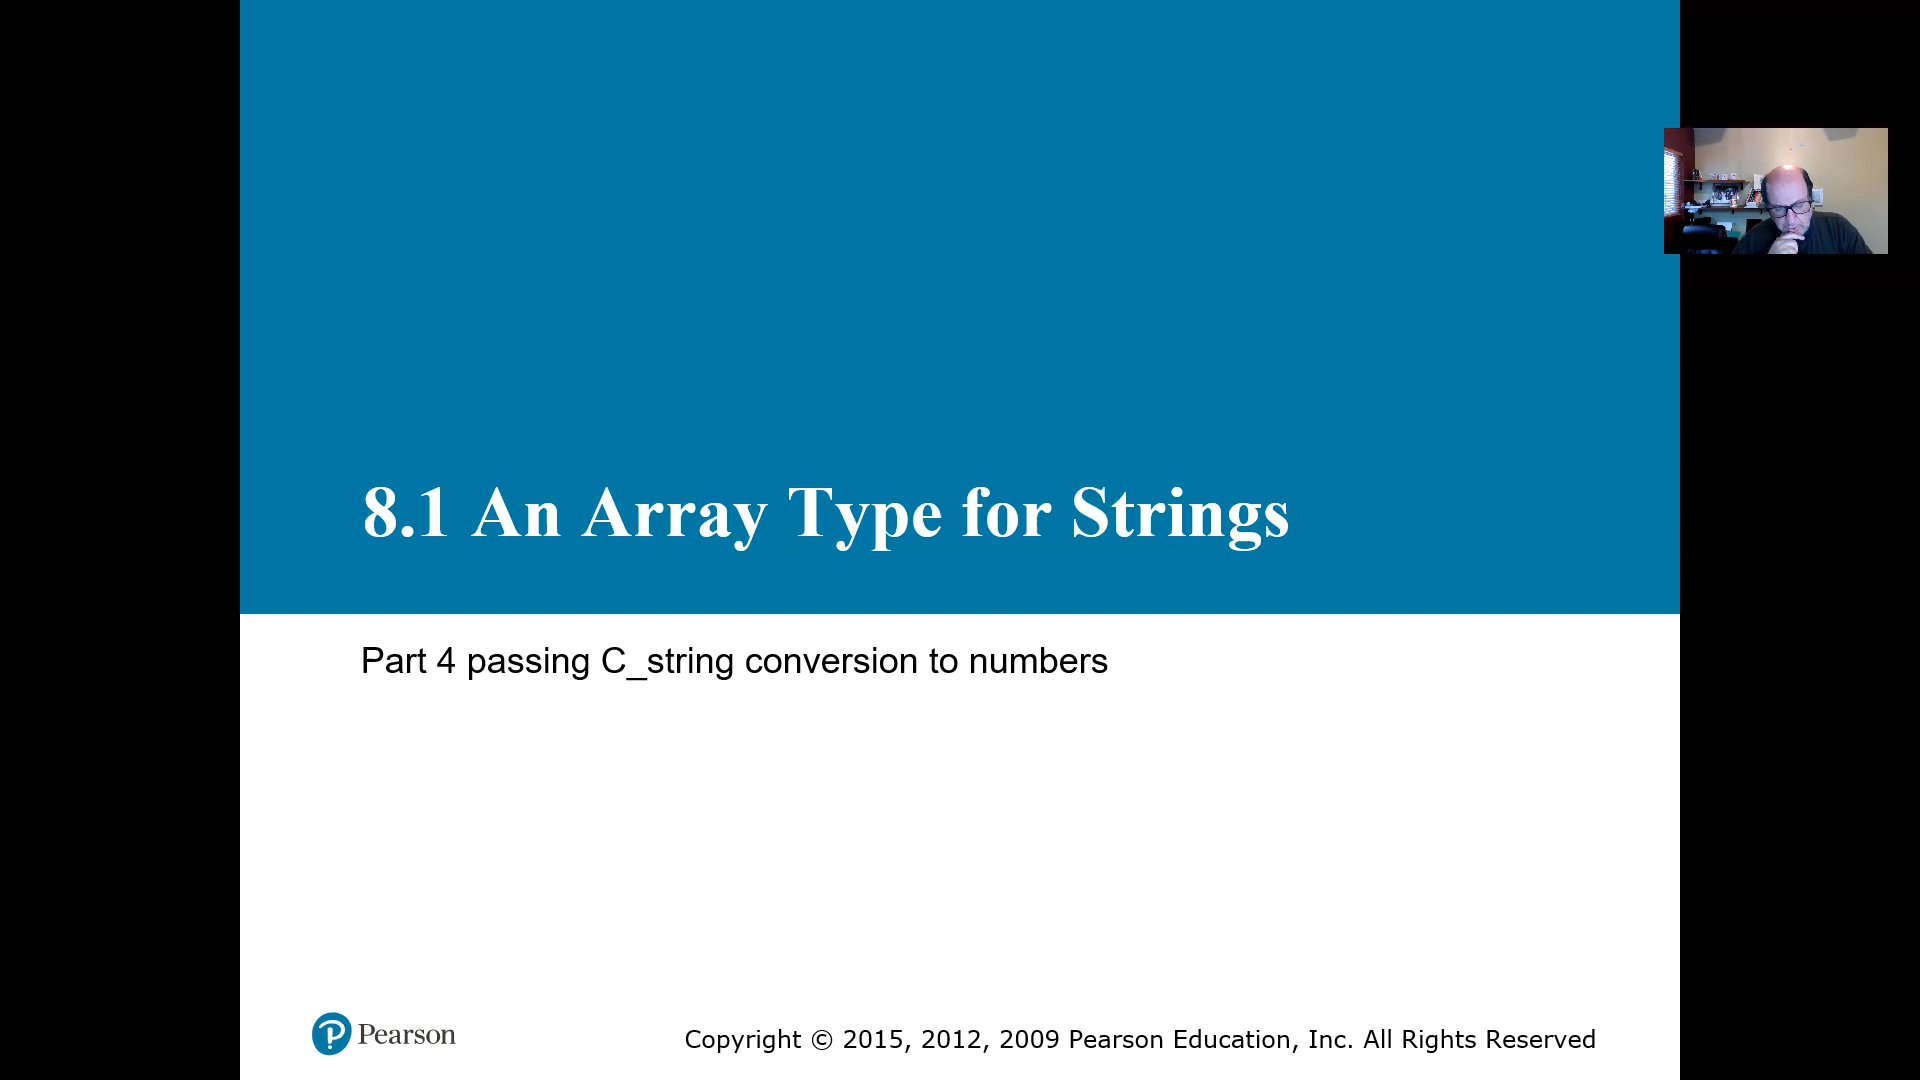 8.1 An Array Type for Strings
Part 4 passing C_string conversion to numbers
Pearson
Copyright © 2015, 2012, 2009 Pearson Education, Inc. All Rights Reserved